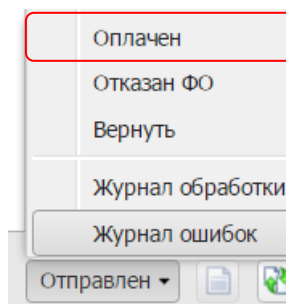 Оплачен
Отказан ФО
Вернуть
Журнал обработки
Журнал ошибок
Отправлен